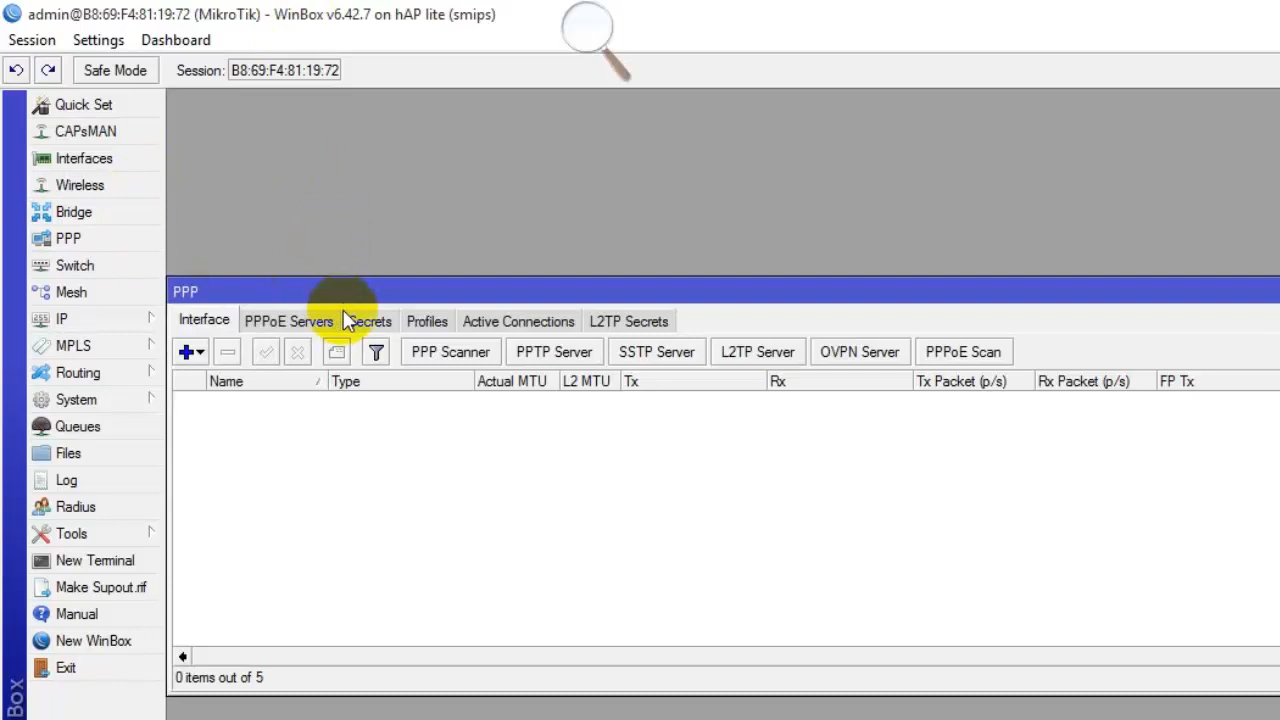 admin@B8:69:F4:81:19:72 (MikroTik) - WinBox v6.42.7 on hAP lite (smips)
Session Settings Dashboard
Safe Mode Session: B8:69:F4:81:19:72
Quick Set
CAPsMAN
Interfaces
Wireless
Bridge
PPP
Switch
Mesh
IP
MPLS
Routing
System
Queues
Files
Log
Radius
Tools
New Terminal
Make Supout.rif
Manual
New WinBox
Exit
Box
PPP
Interface PPPoE Servers Secrets Profiles Active Connections L2TP Secrets
PPP Scanner PPTP Server SSTP Server L2TP Server OVPN Server PPPoE Scan
Name / Type Actual MTU L2 MTU Tx Rx Tx Packet (p/s) Rx Packet (p/s) FP Tx
0 items out of 5